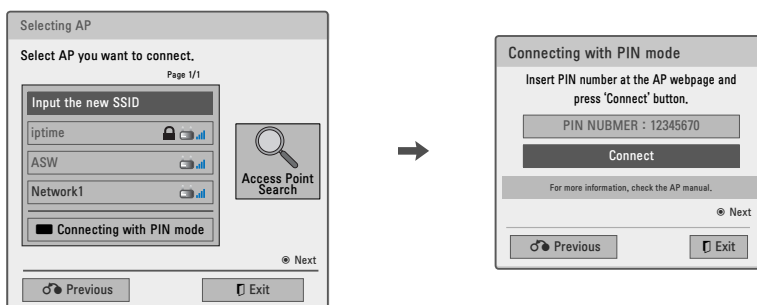 Selecting AP
Select AP you want to connect.
Page 1/1
Input the new SSID
iptime
ASW
Network1
Connecting with PIN mode
Access Point
Search
Next
Previous
Exit
Connecting with PIN mode
Insert PIN number at the AP webpage and
press 'Connect' button.
PIN NUBMER : 12345670
Connect
For more information, check the AP manual.
Next
Previous
Exit